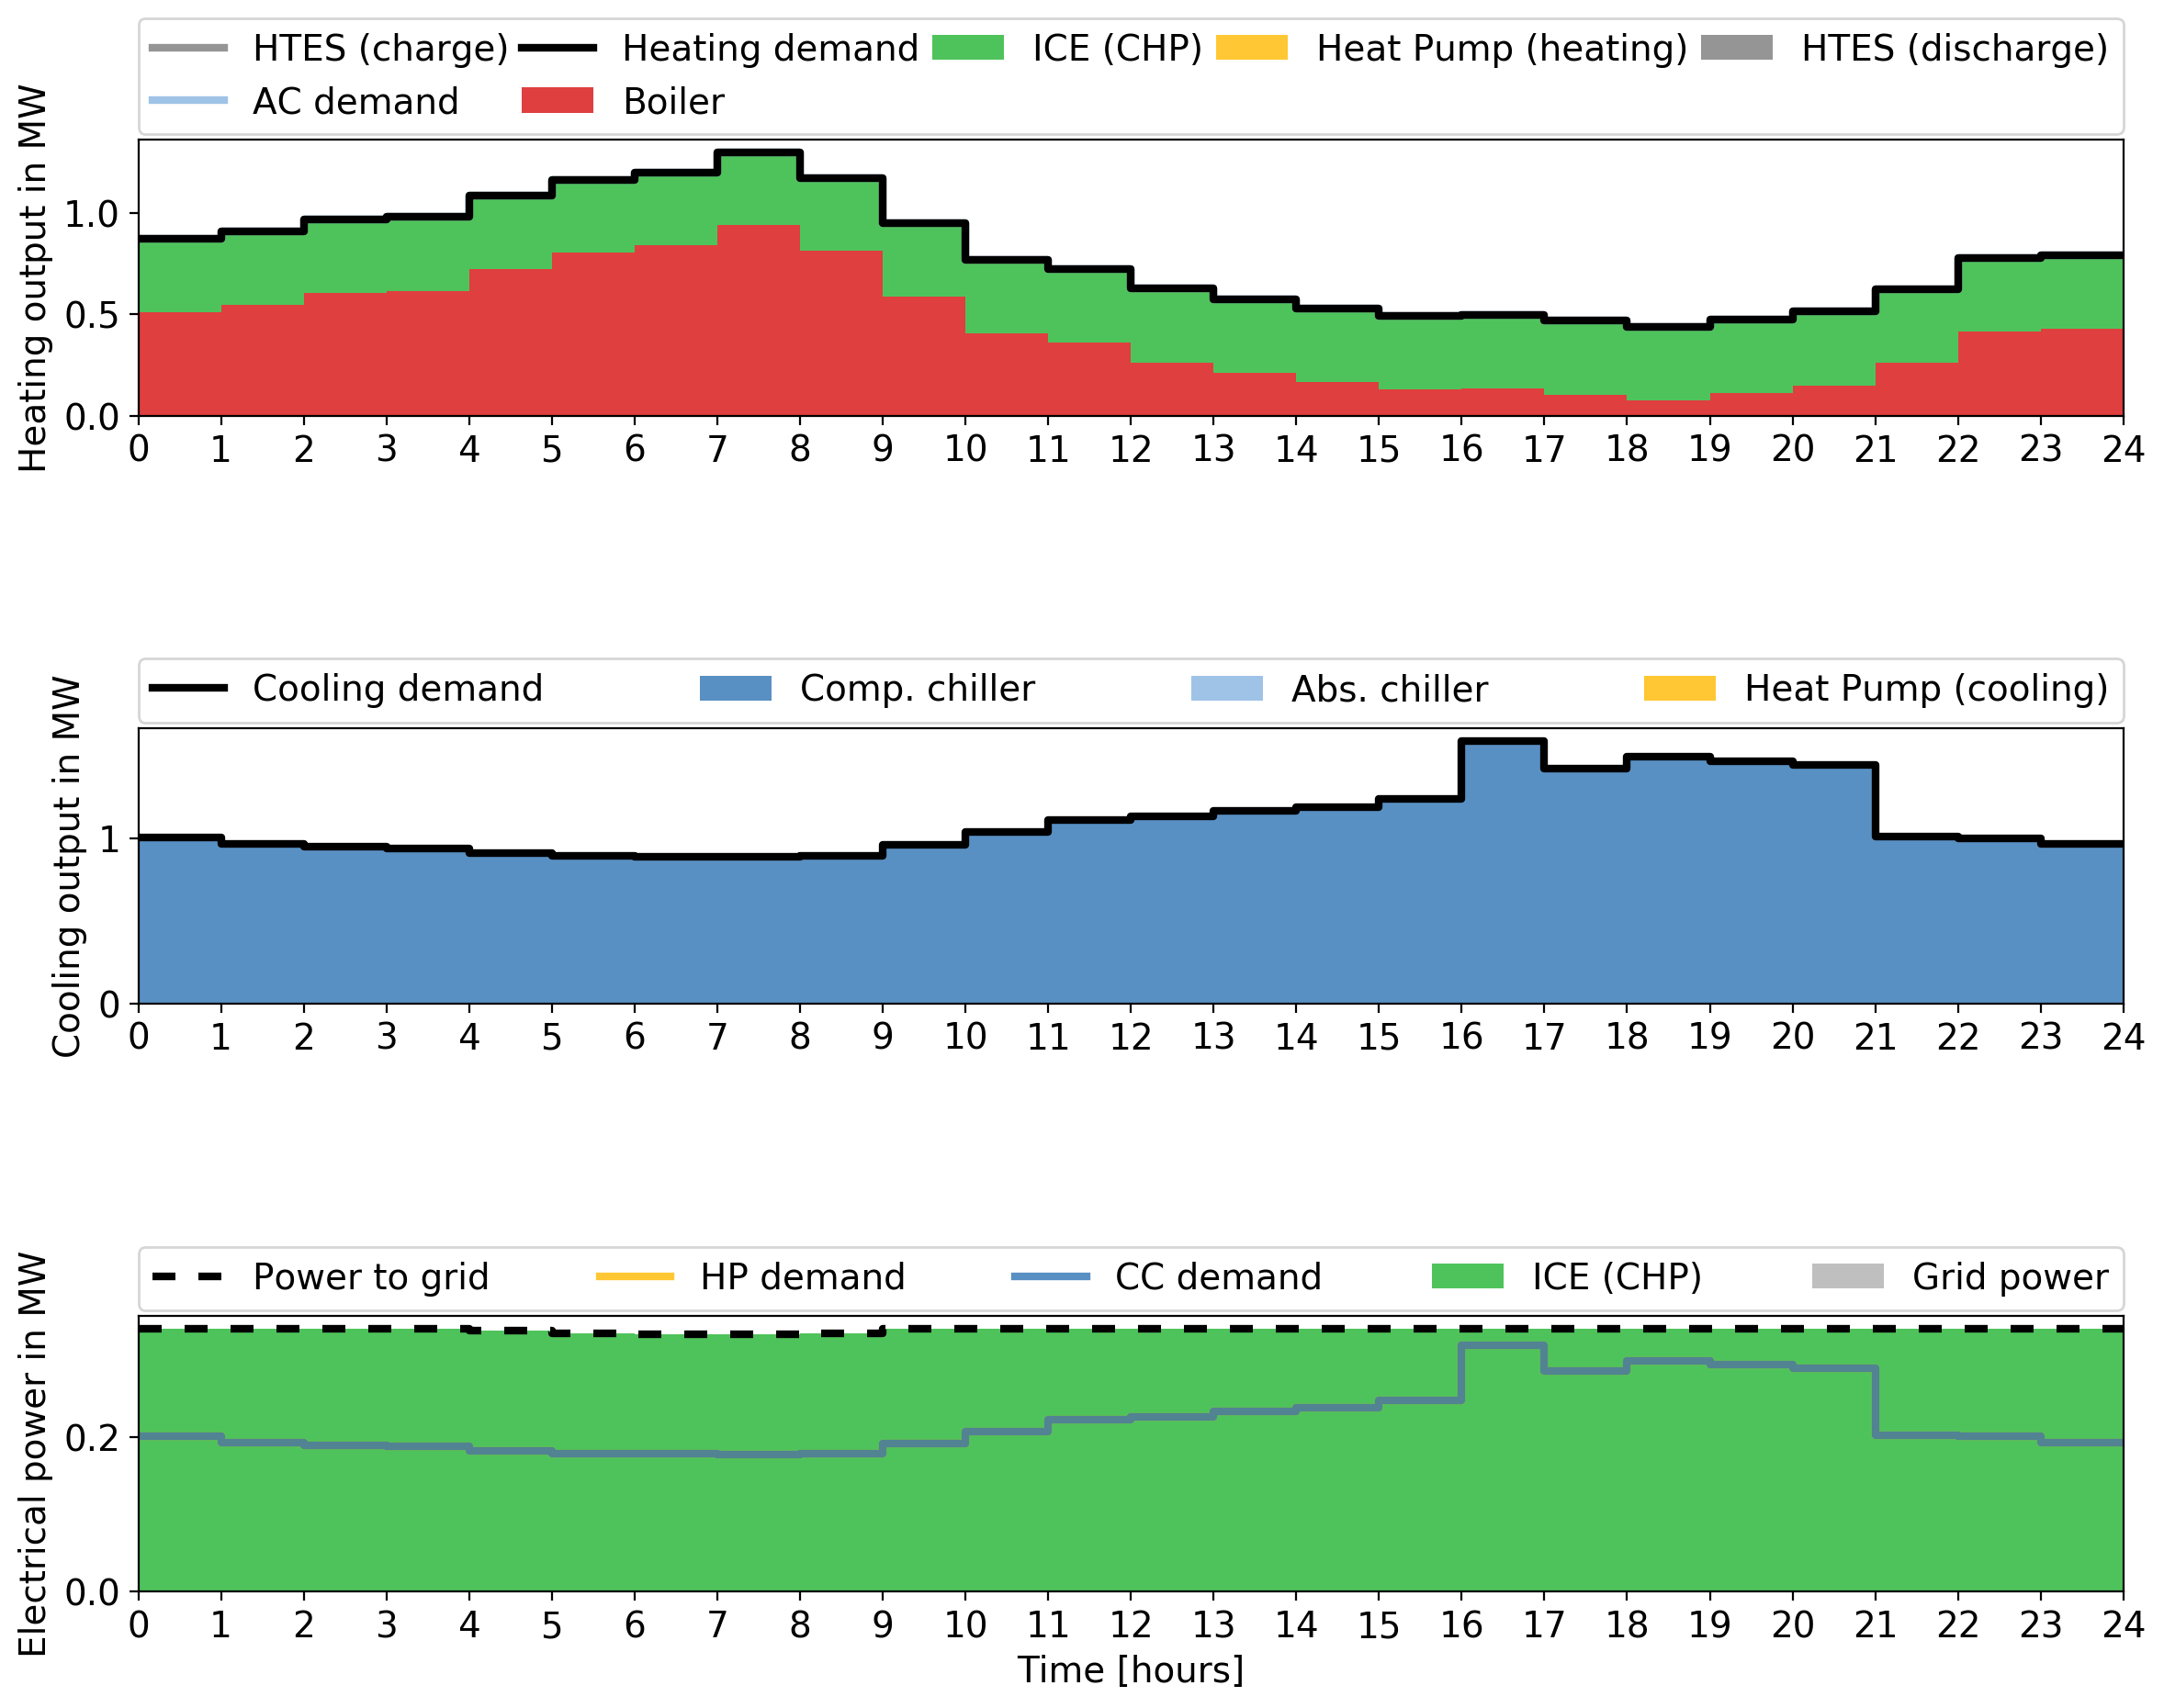 HTES (charge) Heating demand ICE (CHP) Heat Pump (heating) HTES (discharge)
AC demand Boiler
Heating output in MW
1.0
0.5
0.0
0 1 2 3 4 5 6 7 8 9 10 11 12 13 14 15 16 17 18 19 20 21 22 23 24
Cooling demand Comp. chiller Abs. chiller Heat Pump (cooling)
Cooling output in MW
1
0
0 1 2 3 4 5 6 7 8 9 10 11 12 13 14 15 16 17 18 19 20 21 22 23 24
Power to grid HP demand CC demand ICE (CHP) Grid power
Electrical power in MW
0.2
0.0
0 1 2 3 4 5 6 7 8 9 10 11 12 13 14 15 16 17 18 19 20 21 22 23 24
Time [hours]